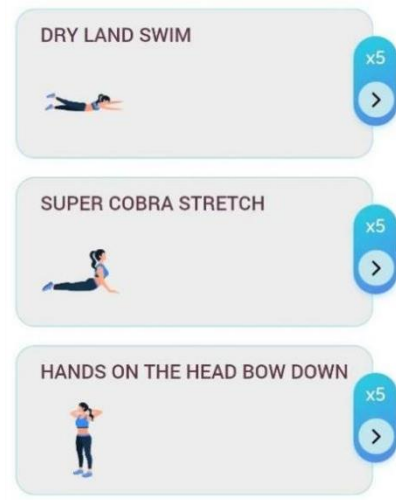 DRY LAND SWIM
x5
SUPER COBRA STRETCH
x5
HANDS ON THE HEAD BOW DOWN
x5